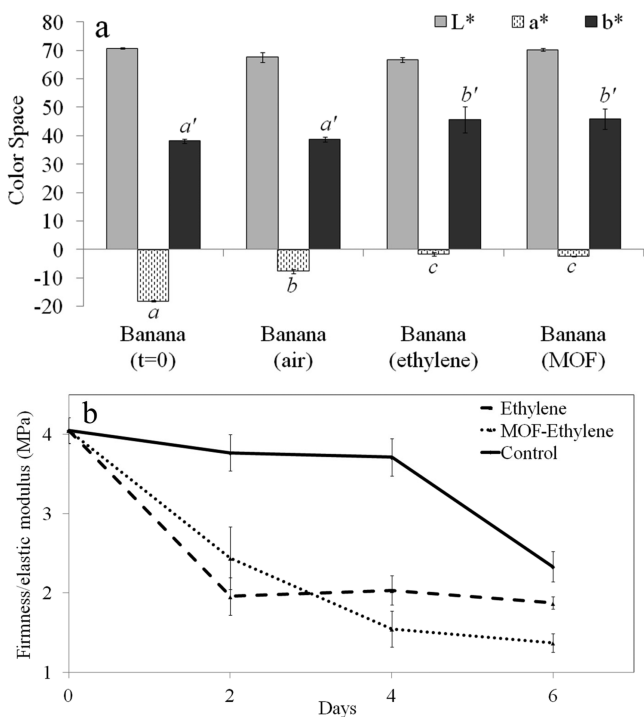 a
L* a* b*
80
70
60
50
40
30
20
10
0
-10
-20
Color Space
a' a' b' b'
a b c c
Banana Banana Banana Banana
(t=0) (air) (ethylene) (MOF)
b
Ethylene
MOF-Ethylene
Control
Firmness/elastic modulus (MPa)
4
3
2
1
0 2 4 6
Days